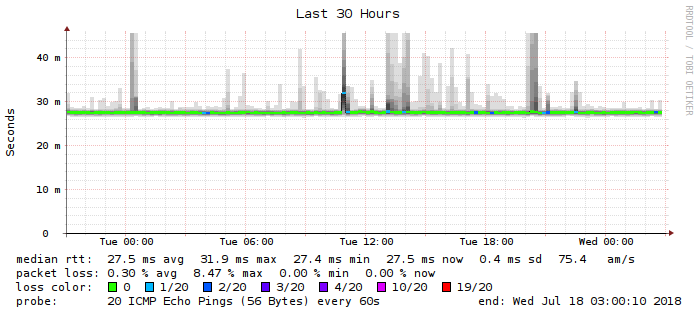 Last 30 Hours
RRDTOOL / TOBI OETIKER
Seconds
40 m
30 m
20 m
10 m
0
Tue 00:00 Tue 06:00 Tue 12:00 Tue 18:00 Wed 00:00
median rtt: 27.5 ms avg 31.9 ms max 27.4 ms min 27.5 ms now 0.4 ms sd 75.4 am/s
packet loss: 0.30 % avg 8.47 % max 0.00 % min 0.00 % now
loss color: 0 1/20 2/20 3/20 4/20 10/20 19/20
probe: 20 ICMP Echo Pings (56 Bytes) every 60s end: Wed Jul 18 03:00:10 2018